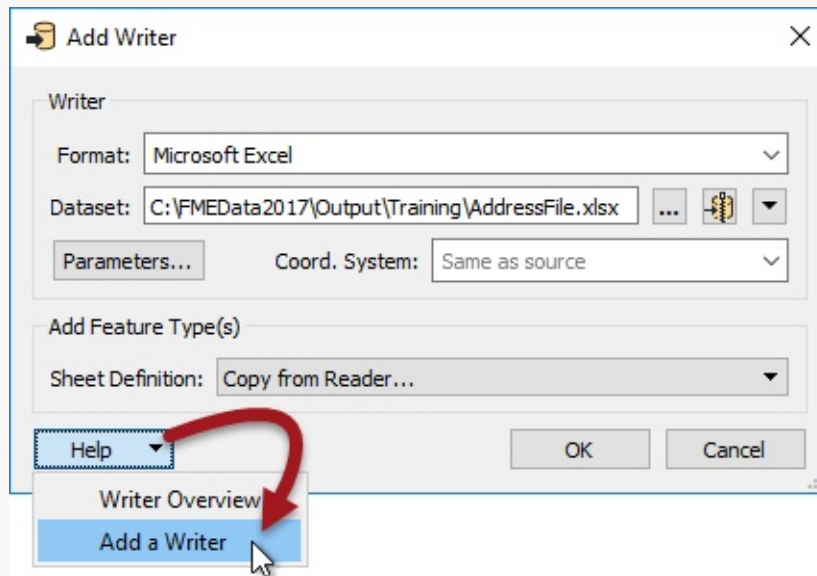 Add Writer
Writer
Format: Microsoft Excel
Dataset: C:\FMEData2017\Output\Training\AddressFile.xlsx ...
Parameters... Coord. System: Same as source
Add Feature Type(s)
Sheet Definition: Copy from Reader...
Help OK Cancel
Writer Overview
Add a Writer